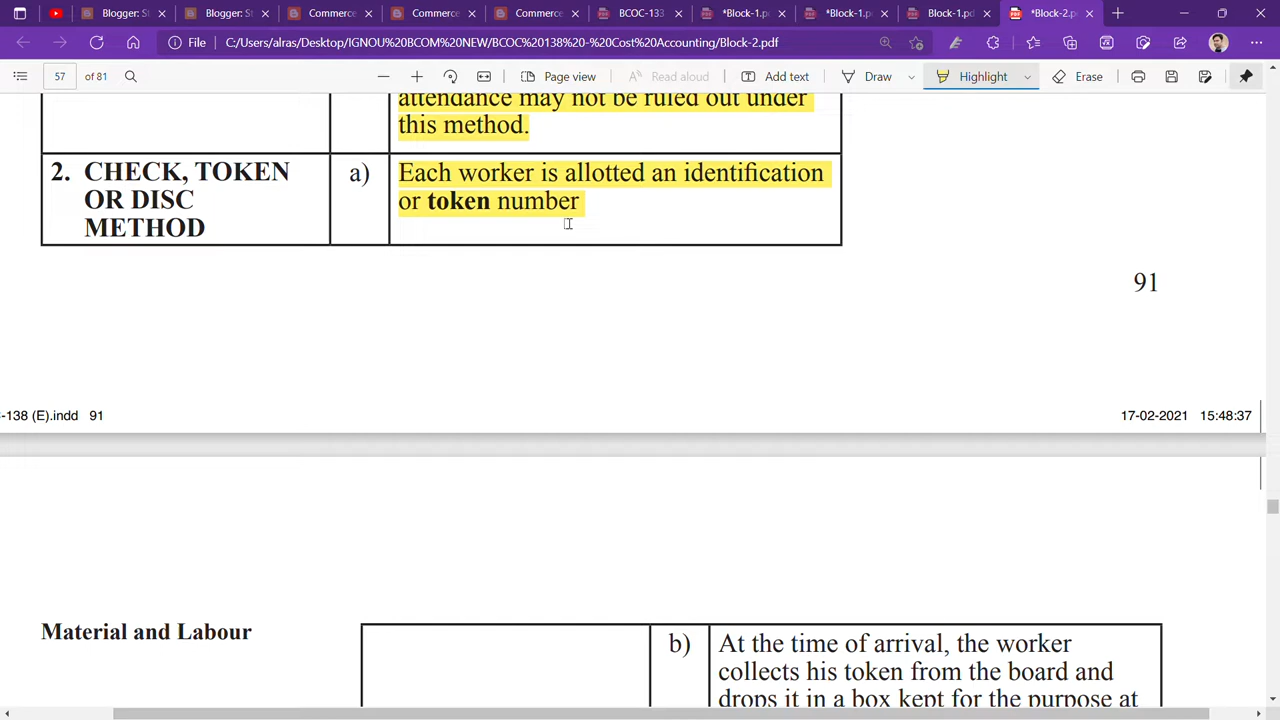 Blogger: St
Blogger: St
Commerce
Commerce
Commerce
BCOC-133
*Block-1.p
*Block-1.p
Block-1.pd
*Block-2.p
File
C:/Users/alras/Desktop/IGNOU%20BCOM%20NEW/BCOC%20138%20-%20Cost%20Accounting/Block-2.pdf
57 of 81
Page view
Read aloud
Add text
Draw
Highlight
Erase
attendance may not be ruled out under
this method.
2. CHECK, TOKEN
OR DISC
METHOD
a)
Each worker is allotted an identification
or token number
91
-138 (E).indd 91
17-02-2021 15:48:37
Material and Labour
b)
At the time of arrival, the worker
collects his token from the board and
drops it in a box kept for the purpose at